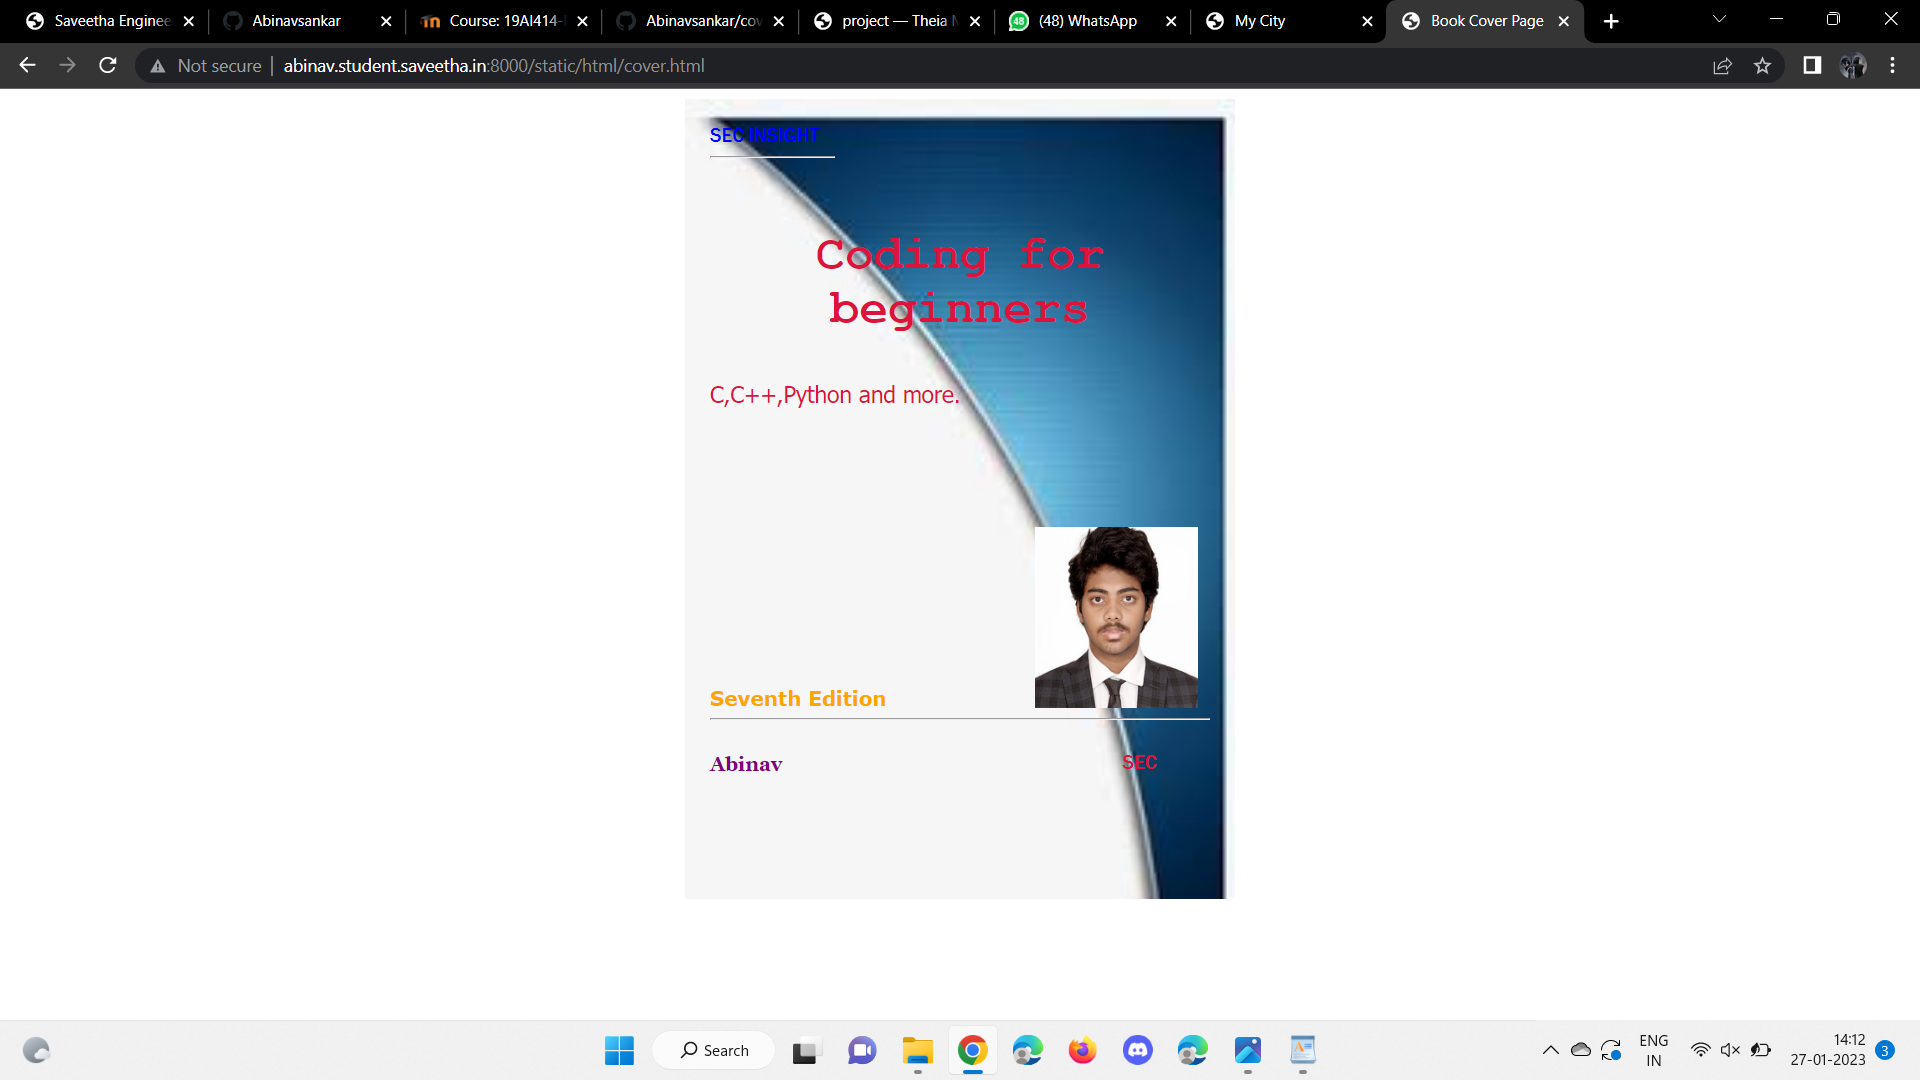 Saveetha Enginee
Abinavsankar
Course: 19AI414-
Abinavsankar/cov
project — Theia
(48) WhatsApp
My City
Book Cover Page
Not secure
abinav.student.saveetha.in:8000/static/html/cover.html
SEC INSIGHT
Coding for
beginners
C,C++,Python and more.
Seventh Edition
Abinav
SEC
Search
ENG
IN
14:12
27-01-2023
3